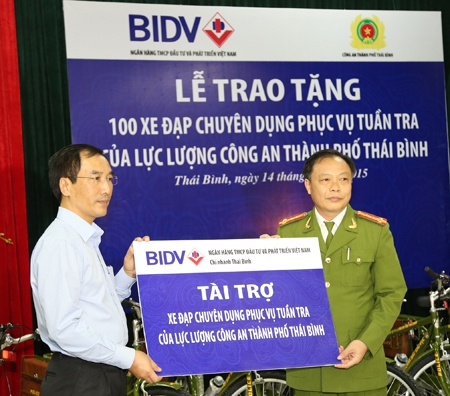 BIDV
NGÂN HÀNG TMCP ĐẦU TƯ VÀ PHÁT TRIỂN VIỆT NAM
CÔNG AN THÀNH PHỐ THÁI BÌNH
LỄ TRAO TẶNG
100 XE ĐẠP CHUYÊN DỤNG PHỤC VỤ TUẦN TRA
CỦA LỰC LƯỢNG CÔNG AN THÀNH PHỐ THÁI BÌNH
Thái Bình, ngày 14 tháng 2015
BIDV
NGÂN HÀNG TMCP ĐẦU TƯ VÀ PHÁT TRIỂN VIỆT NAM
Chi nhánh Thái Bình
TÀI TRỢ
XE ĐẠP CHUYÊN DỤNG PHỤC VỤ TUẦN TRA
CỦA LỰC LƯỢNG CÔNG AN THÀNH PHỐ THÁI BÌNH